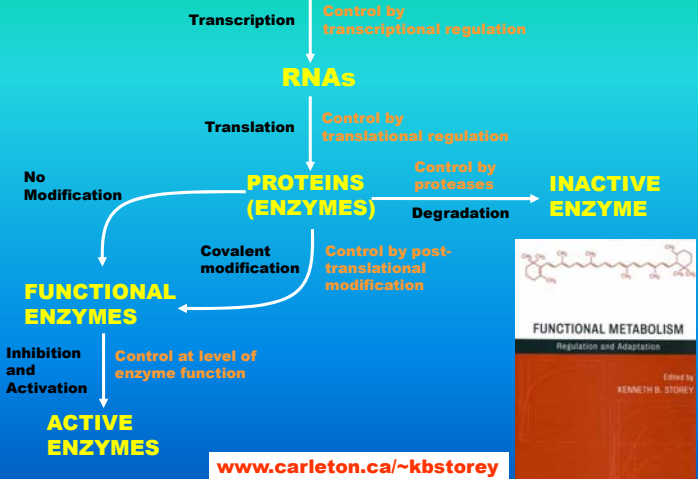 Transcription
Control by
transcriptional regulation
RNAs
Translation
Control by
translational regulation
No
Modification
PROTEINS
(ENZYMES)
Control by
proteases
Degradation
INACTIVE
ENZYME
Covalent
modification
Control by post-
translational
modification
FUNCTIONAL
ENZYMES
Inhibition
and
Activation
Control at level of
enzyme function
ACTIVE
ENZYMES
FUNCTIONAL METABOLISM
Regulation and Adaptation
Edited by
KENNETH B. STOREY
www.carleton.ca/~kbstorey